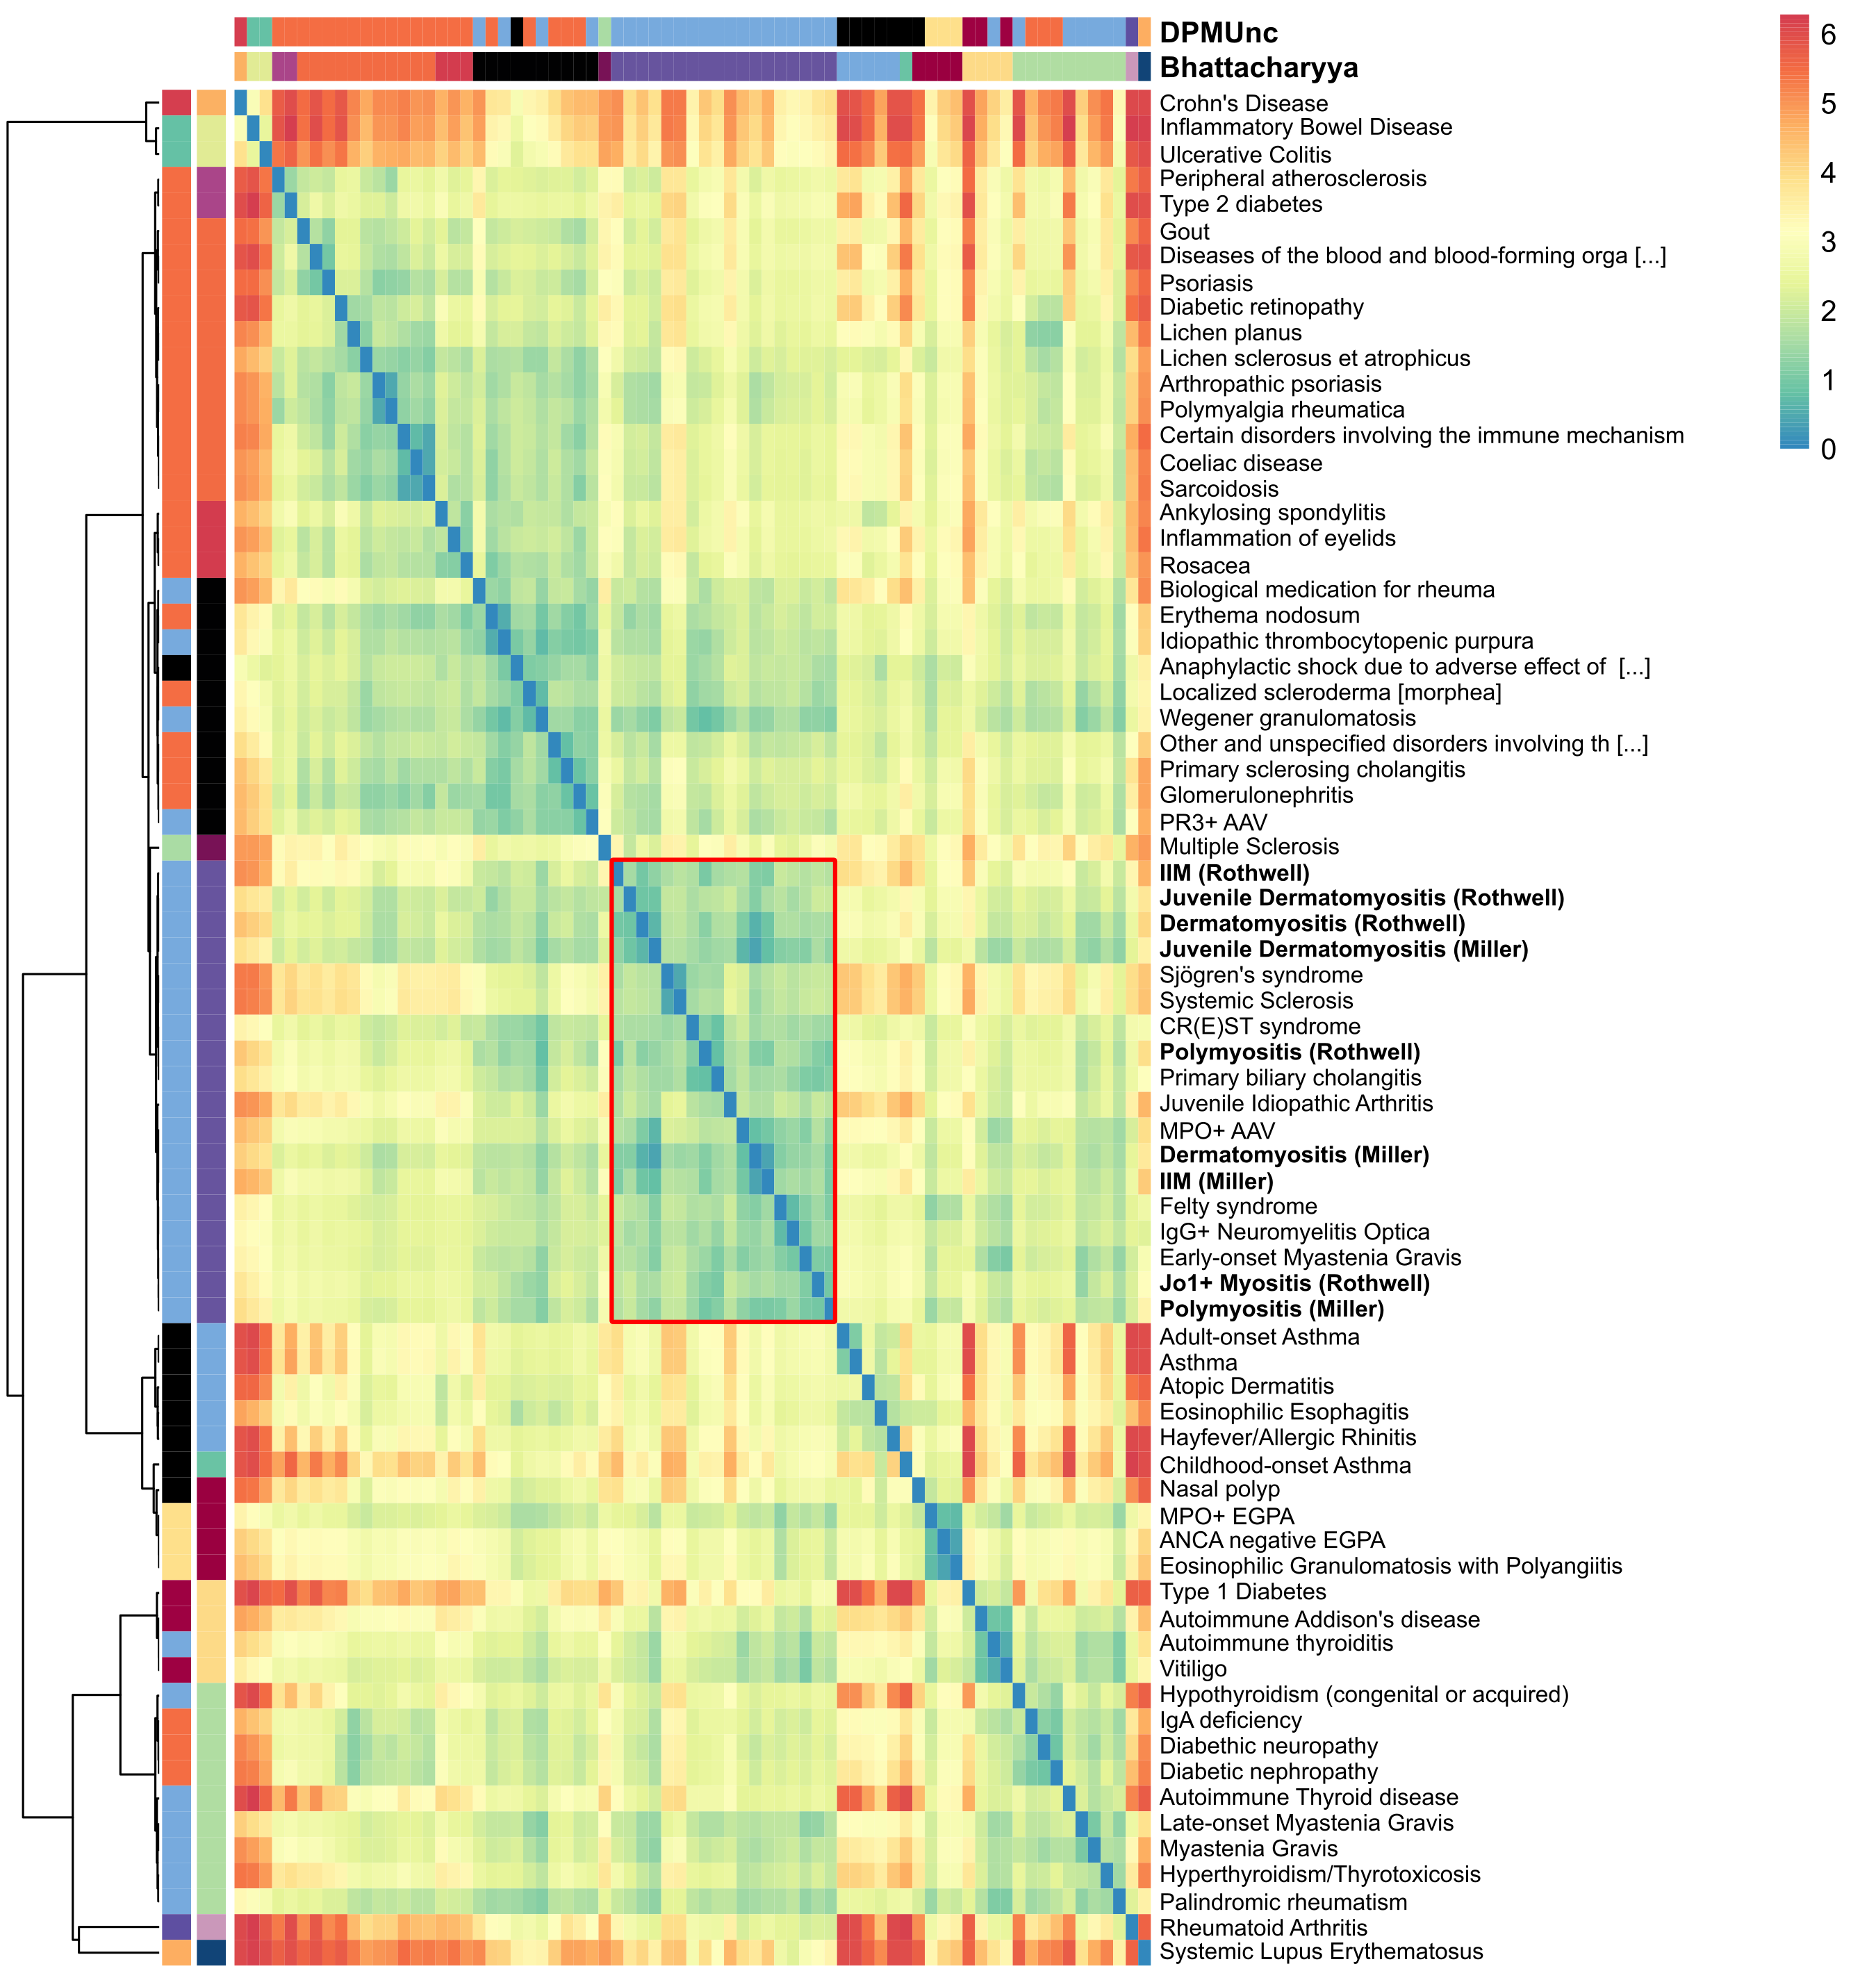 DPMUnc
Bhattacharyya
6
5
4
3
2
1
0
Crohn's Disease
Inflammatory Bowel Disease
Ulcerative Colitis
Peripheral atherosclerosis
Type 2 diabetes
Gout
Diseases of the blood and blood-forming orga [...]
Psoriasis
Diabetic retinopathy
Lichen planus
Lichen sclerosus et atrophicus
Arthropathic psoriasis
Polymyalgia rheumatica
Certain disorders involving the immune mechanism
Coeliac disease
Sarcoidosis
Ankylosing spondylitis
Inflammation of eyelids
Rosacea
Biological medication for rheuma
Erythema nodosum
Idiopathic thrombocytopenic purpura
Anaphylactic shock due to adverse effect of [...]
Localized scleroderma [morphea]
Wegener granulomatosis
Other and unspecified disorders involving th [...]
Primary sclerosing cholangitis
Glomerulonephritis
PR3+ AAV
Multiple Sclerosis
IIM (Rothwell)
Juvenile Dermatomyositis (Rothwell)
Dermatomyositis (Rothwell)
Juvenile Dermatomyositis (Miller)
Sjögren's syndrome
Systemic Sclerosis
CR(E)ST syndrome
Polymyositis (Rothwell)
Primary biliary cholangitis
Juvenile Idiopathic Arthritis
MPO+ AAV
Dermatomyositis (Miller)
IIM (Miller)
Felty syndrome
IgG+ Neuromyelitis Optica
Early-onset Myastenia Gravis
Jo1+ Myositis (Rothwell)
Polymyositis (Miller)
Adult-onset Asthma
Asthma
Atopic Dermatitis
Eosinophilic Esophagitis
Hayfever/Allergic Rhinitis
Childhood-onset Asthma
Nasal polyp
MPO+ EGPA
ANCA negative EGPA
Eosinophilic Granulomatosis with Polyangiitis
Type 1 Diabetes
Autoimmune Addison's disease
Autoimmune thyroiditis
Vitiligo
Hypothyroidism (congenital or acquired)
IgA deficiency
Diabethic neuropathy
Diabetic nephropathy
Autoimmune Thyroid disease
Late-onset Myastenia Gravis
Myastenia Gravis
Hyperthyroidism/Thyrotoxicosis
Palindromic rheumatism
Rheumatoid Arthritis
Systemic Lupus Erythematosus